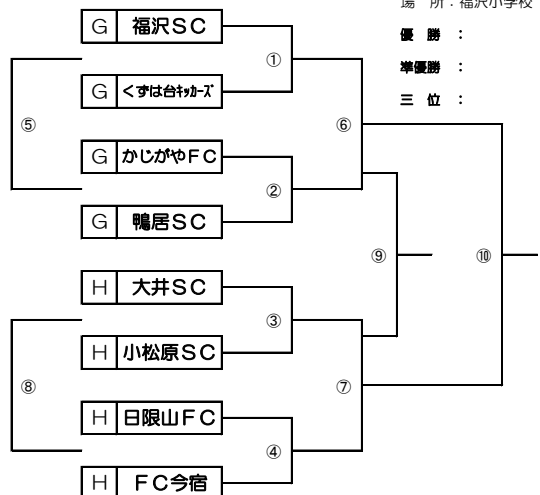 場 所：福沢小学校
優 勝 ：
準優勝 ：
三 位 ：
G 福沢ＳＣ
①
G くずは台ｷｯｶｰｽﾞ
⑤
⑥
G かじがやＦＣ
②
G 鴨居ＳＣ
⑨
⑩
H 大井ＳＣ
③
H 小松原ＳＣ
⑧
⑦
H 日限山ＦＣ
④
H ＦＣ今宿